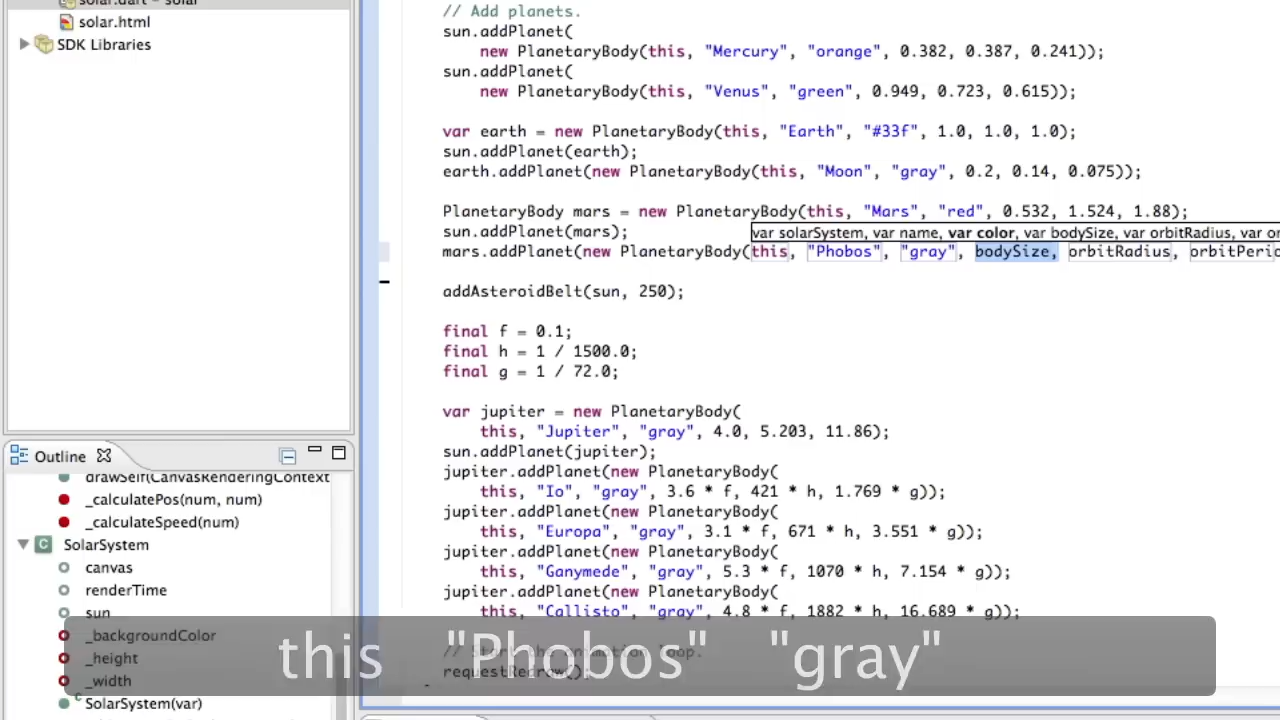 solar.dart – solar
solar.html
SDK Libraries
Outline
drawSelf(CanvasRenderingContext
_calculatePos(num, num)
_calculateSpeed(num)
SolarSystem
canvas
renderTime
sun
_backgroundColor
_height
_width
SolarSystem(var)
// Add planets.
sun.addPlanet(
new PlanetaryBody(this, "Mercury", "orange", 0.382, 0.387, 0.241));
sun.addPlanet(
new PlanetaryBody(this, "Venus", "green", 0.949, 0.723, 0.615));
var earth = new PlanetaryBody(this, "Earth", "#33f", 1.0, 1.0, 1.0);
sun.addPlanet(earth);
earth.addPlanet(new PlanetaryBody(this, "Moon", "gray", 0.2, 0.14, 0.075));
PlanetaryBody mars = new PlanetaryBody(this, "Mars", "red", 0.532, 1.524, 1.88);
sun.addPlanet(mars);
var solarSystem, var name, var color, var bodySize, var orbitRadius, var or
mars.addPlanet(new PlanetaryBody(this, "Phobos", "gray", bodySize, orbitRadius, orbitPerio
addAsteroidBelt(sun, 250);
final f = 0.1;
final h = 1 / 1500.0;
final g = 1 / 72.0;
var jupiter = new PlanetaryBody(
this, "Jupiter", "gray", 4.0, 5.203, 11.86);
sun.addPlanet(jupiter);
jupiter.addPlanet(new PlanetaryBody(
this, "Io", "gray", 3.6 * f, 421 * h, 1.769 * g));
jupiter.addPlanet(new PlanetaryBody(
this, "Europa", "gray", 3.1 * f, 671 * h, 3.551 * g));
jupiter.addPlanet(new PlanetaryBody(
this, "Ganymede", "gray", 5.3 * f, 1070 * h, 7.154 * g));
jupiter.addPlanet(new PlanetaryBody(
this, "Callisto", "gray", 4.8 * f, 1882 * h, 16.689 * g));
// Start the animation loop.
requestRedraw();
this "Phobos" "gray"